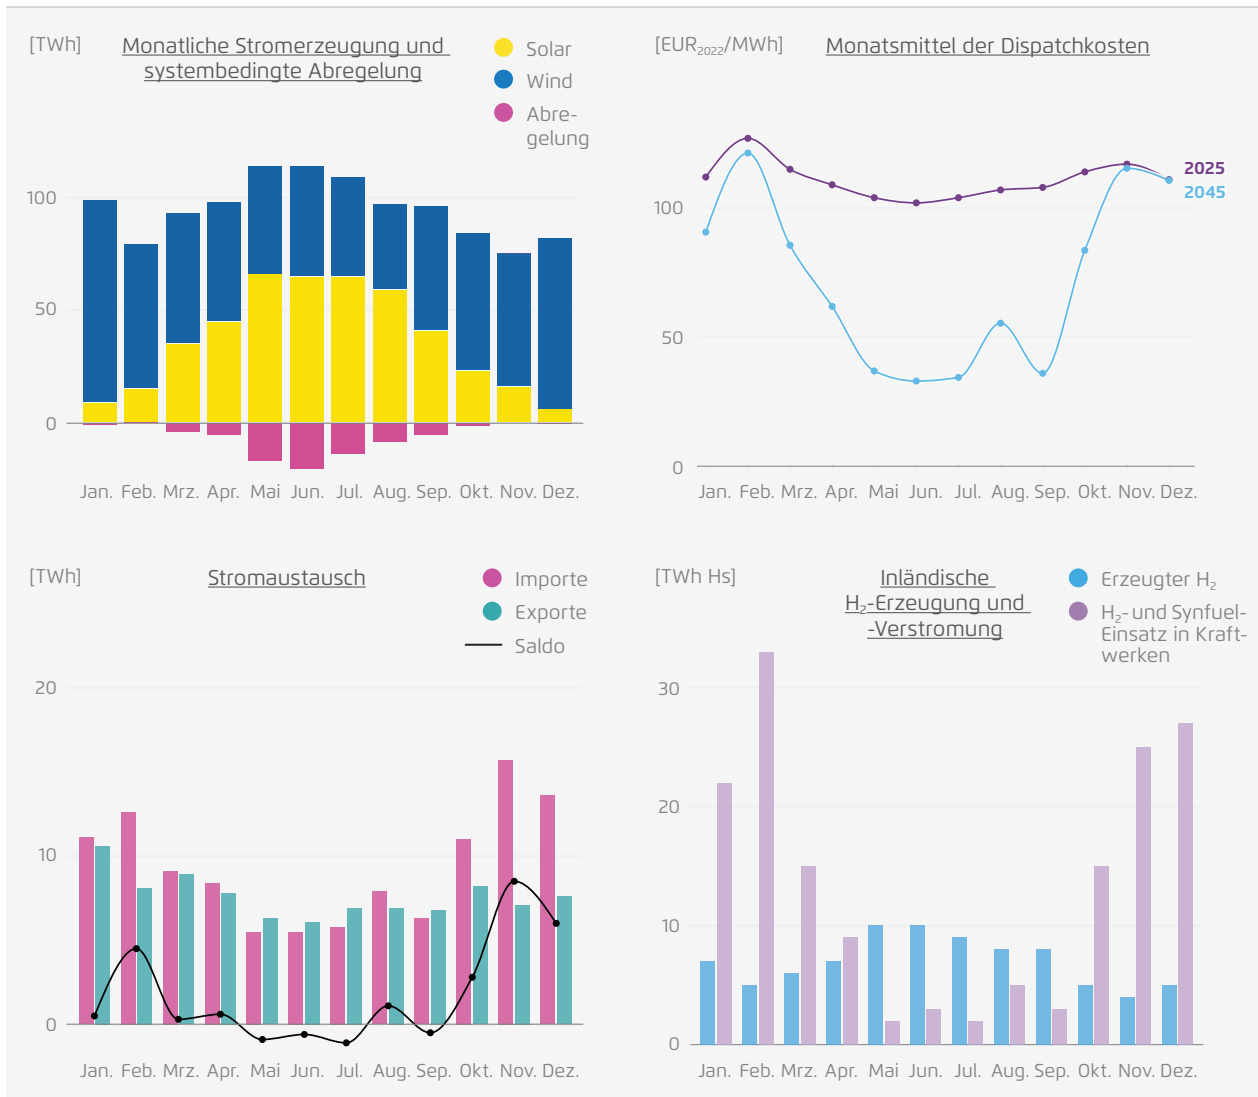 [TWh]
Monatliche Stromerzeugung und
systembedingte Abregelung
Solar
Wind
Abre-
gelung
100
50
0
Jan. Feb. Mrz. Apr. Mai Jun. Jul. Aug. Sep. Okt. Nov. Dez.
[EUR2022/MWh]
Monatsmittel der Dispatchkosten
2025
2045
100
50
0
Jan. Feb. Mrz. Apr. Mai Jun. Jul. Aug. Sep. Okt. Nov. Dez.
[TWh]
Stromaustausch
Importe
Exporte
Saldo
20
10
0
Jan. Feb. Mrz. Apr. Mai Jun. Jul. Aug. Sep. Okt. Nov. Dez.
[TWh Hs]
Inländische
H2-Erzeugung und
-Verstromung
Erzeugter H2
H2- und Synfuel-
Einsatz in Kraft-
werken
30
20
10
0
Jan. Feb. Mrz. Apr. Mai Jun. Jul. Aug. Sep. Okt. Nov. Dez.